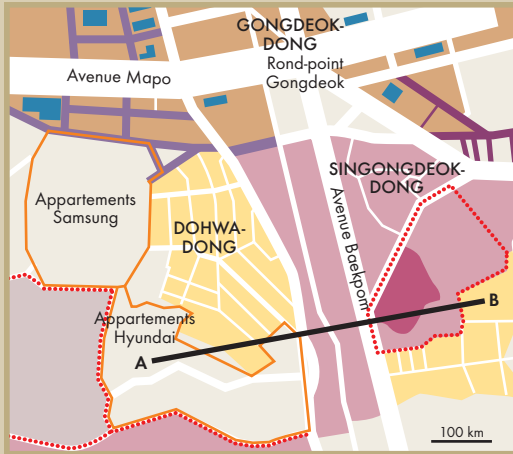 GONGDEOK-
DONG
Rond-point
Gongdeok
Avenue Mapo
SINGONGDEOK-
DONG
Appartements
Samsung
DOHWA-
DONG
Avenue Baekpom
Appartements
Hyundai
A
B
100 km